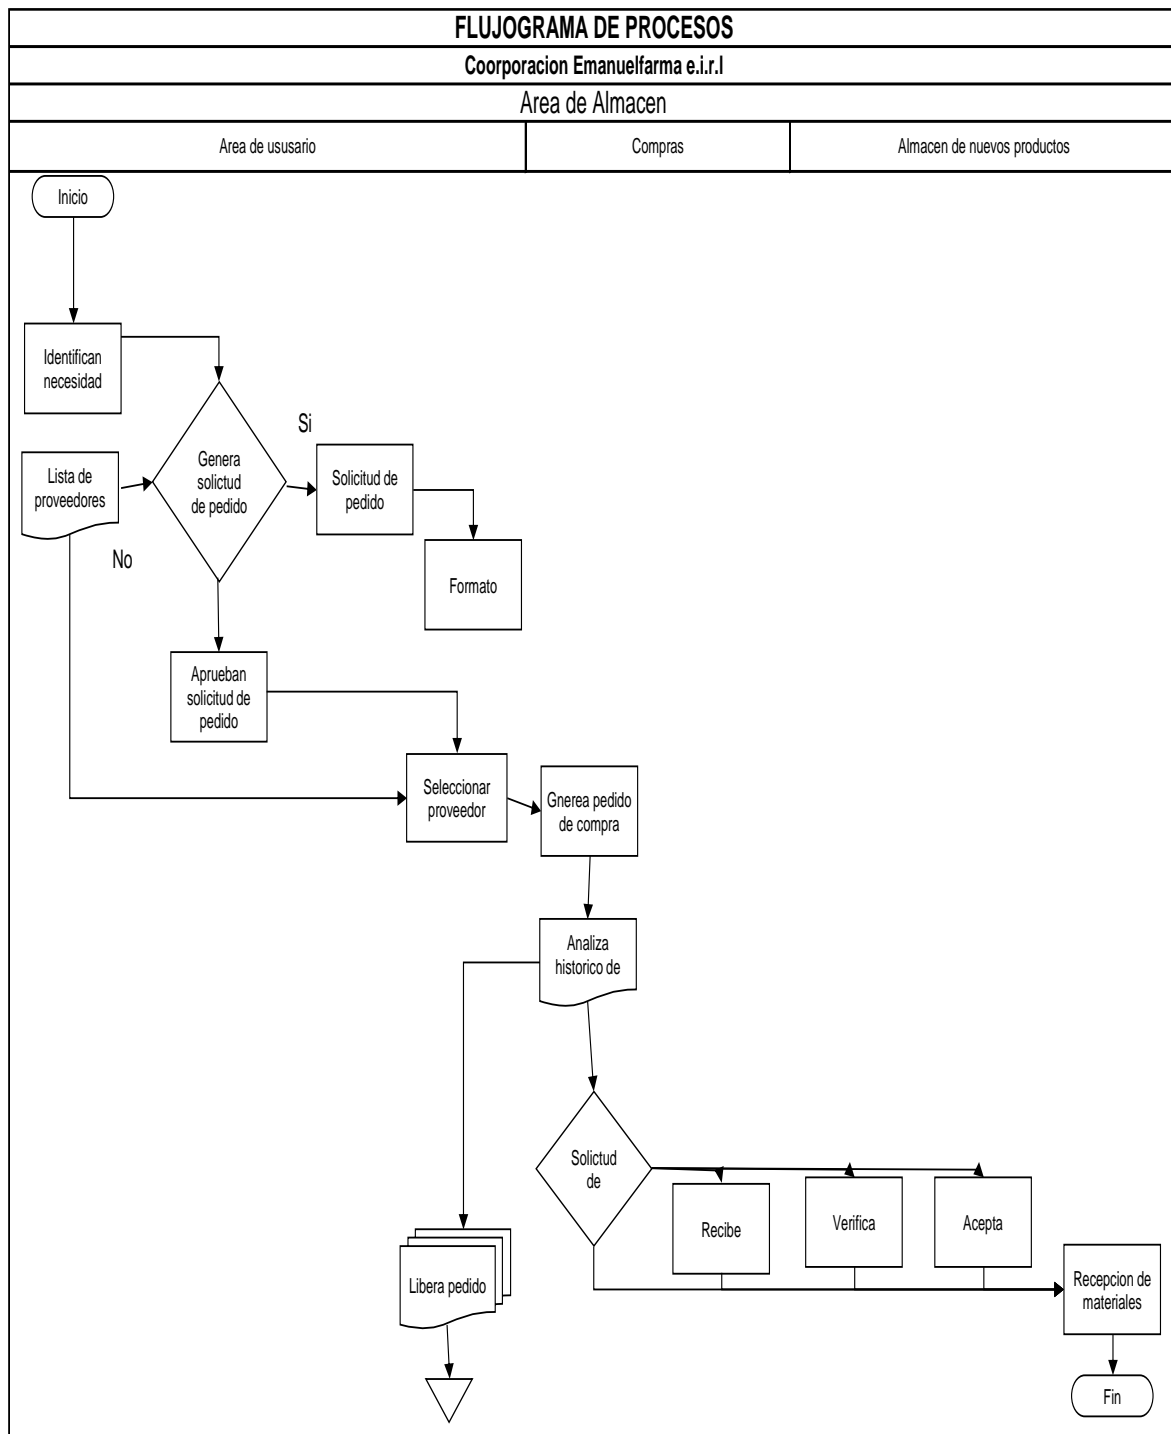 FLUJOGRAMA DE PROCESOS
Coorporacion Emanuelfarma e.i.r.l
Area de Almacen
Area de ususario
Compras
Almacen de nuevos productos
Inicio
Identifican
necesidad
Si
Genera
solictud
de pedido
Lista de
proveedores
Solicitud de
pedido
No
Formato
Aprueban
solicitud de
pedido
Seleccionar
proveedor
Gnerea pedido
de compra
Analiza
historico de
Solictud
de
Recibe
Verifica
Acepta
Libera pedido
Recepcion de
materiales
Fin